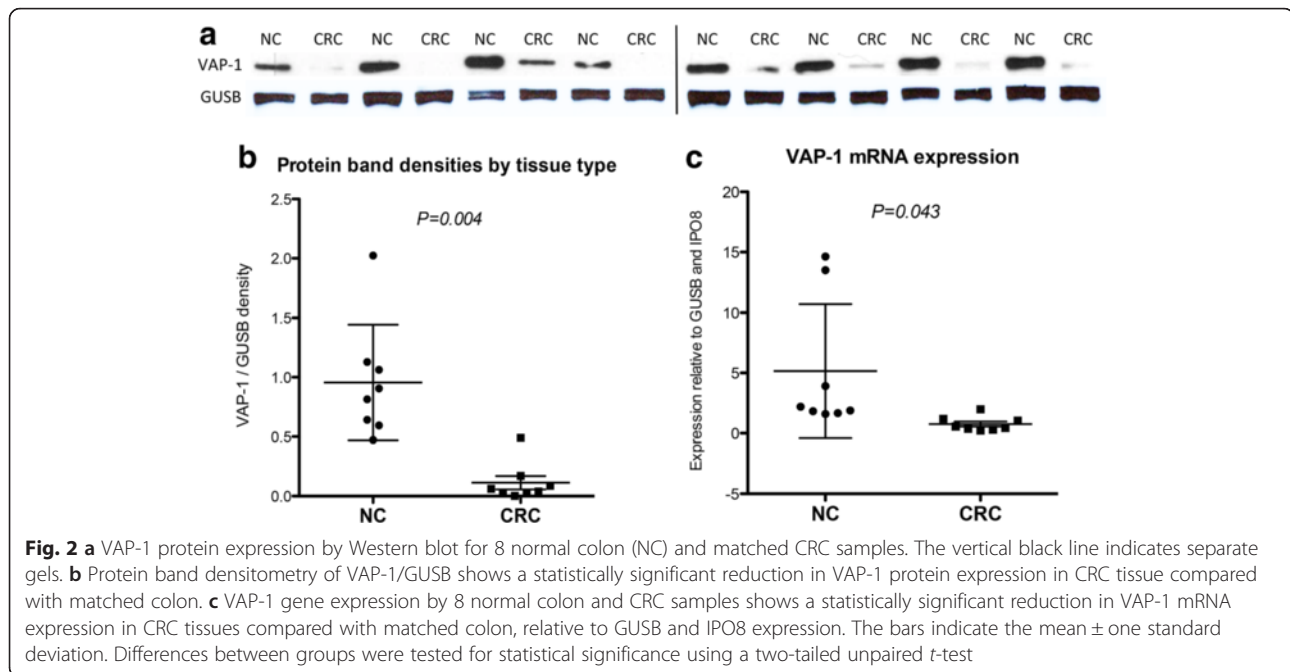 a NC CRC NC CRC NC CRC NC CRC NC CRC NC CRC NC CRC NC CRC
VAP-1
GUSB
b Protein band densities by tissue type
P=0.004
VAP-1 / GUSB density
2.5
2.0
1.5
1.0
0.5
0.0
NC CRC
c VAP-1 mRNA expression
P=0.043
Expression relative to GUSB and IPO8
20
15
10
5
0
-5
NC CRC
Fig. 2 a VAP-1 protein expression by Western blot for 8 normal colon (NC) and matched CRC samples. The vertical black line indicates separate
gels. b Protein band densitometry of VAP-1/GUSB shows a statistically significant reduction in VAP-1 protein expression in CRC tissue compared
with matched colon. c VAP-1 gene expression by 8 normal colon and CRC samples shows a statistically significant reduction in VAP-1 mRNA
expression in CRC tissues compared with matched colon, relative to GUSB and IPO8 expression. The bars indicate the mean ± one standard
deviation. Differences between groups were tested for statistical significance using a two-tailed unpaired t-test